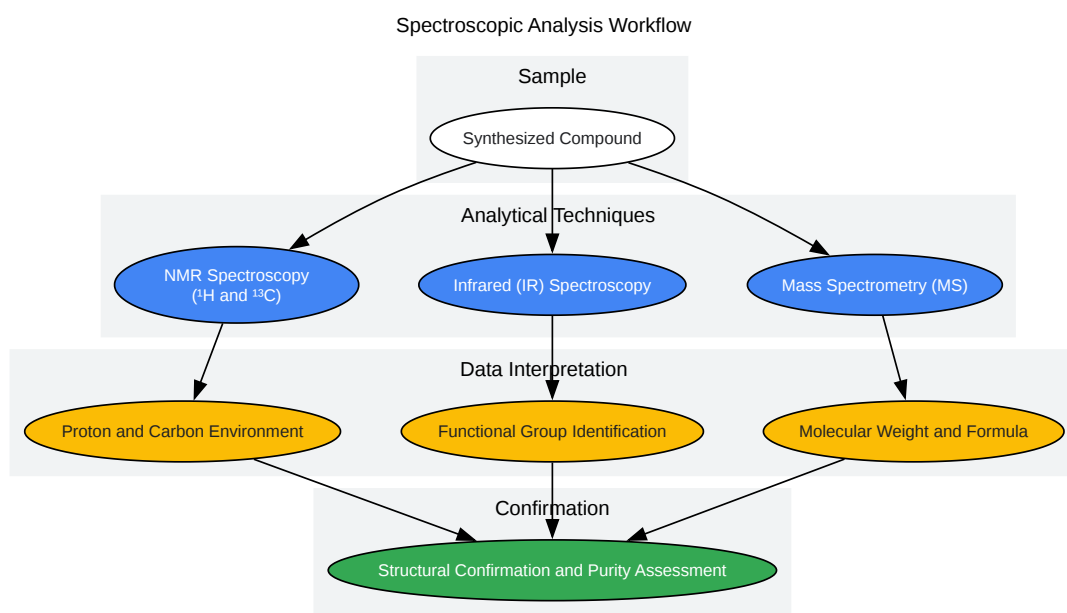 Spectroscopic Analysis Workflow
Sample
Synthesized Compound
Analytical Techniques
NMR Spectroscopy
(¹H and ¹³C)
Infrared (IR) Spectroscopy
Mass Spectrometry (MS)
Data Interpretation
Proton and Carbon Environment
Functional Group Identification
Molecular Weight and Formula
Confirmation
Structural Confirmation and Purity Assessment